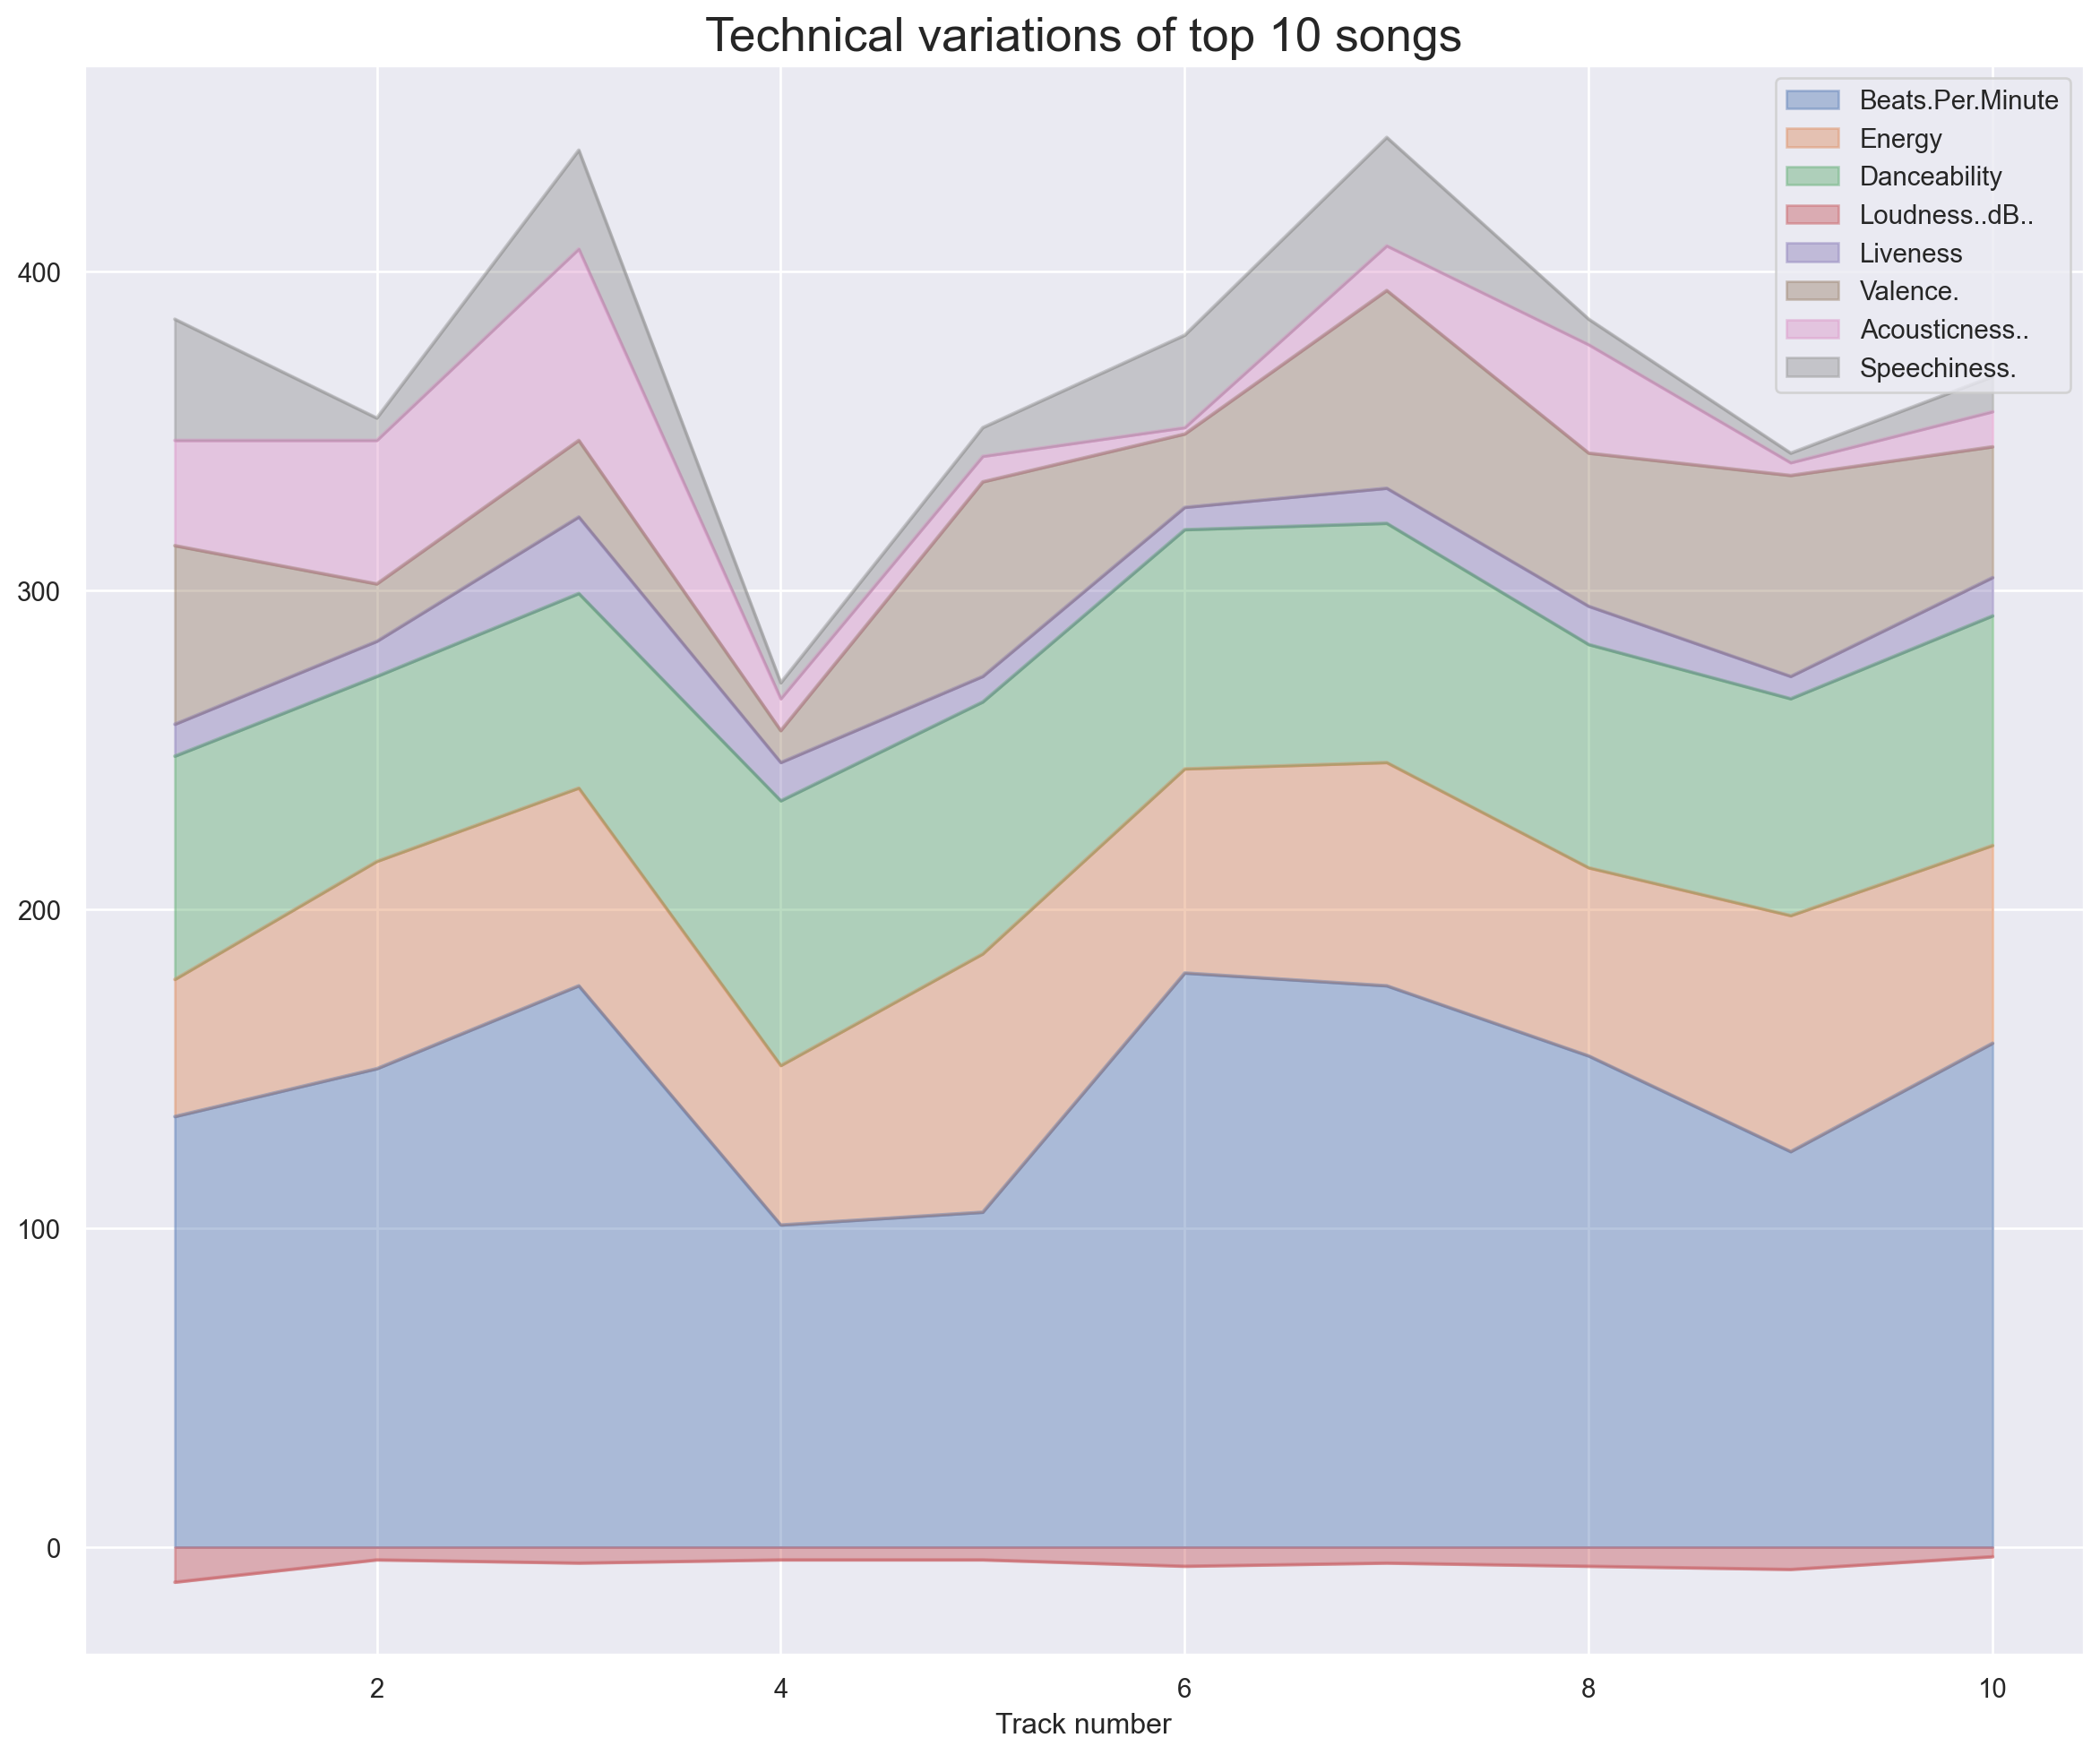 Technical variations of top 10 songs
Beats.Per.Minute
Energy
Danceability
Loudness..dB..
Liveness
Valence.
Acousticness..
Speechiness.
400
300
200
100
0
2 4 6 8 10
Track number